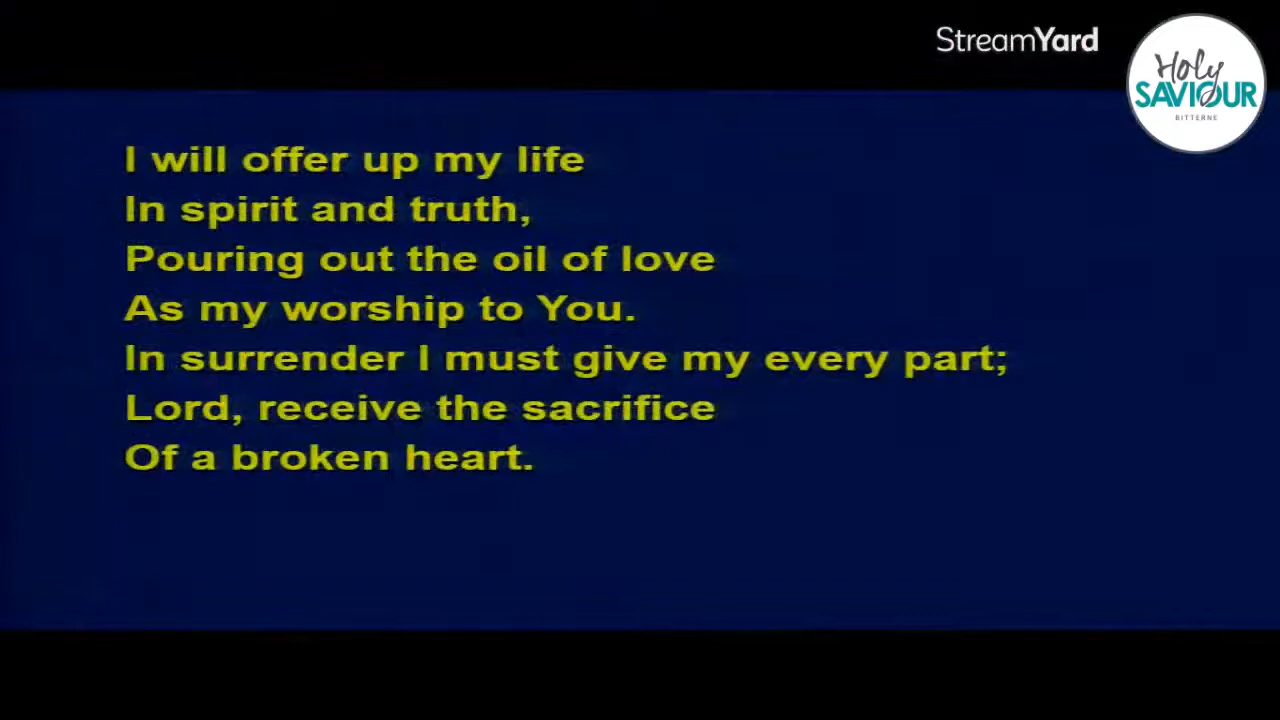 StreamYard
Holy
SAVIOUR
BITTERNE
I will offer up my life
In spirit and truth,
Pouring out the oil of love
As my worship to You.
In surrender I must give my every part;
Lord, receive the sacrifice
Of a broken heart.